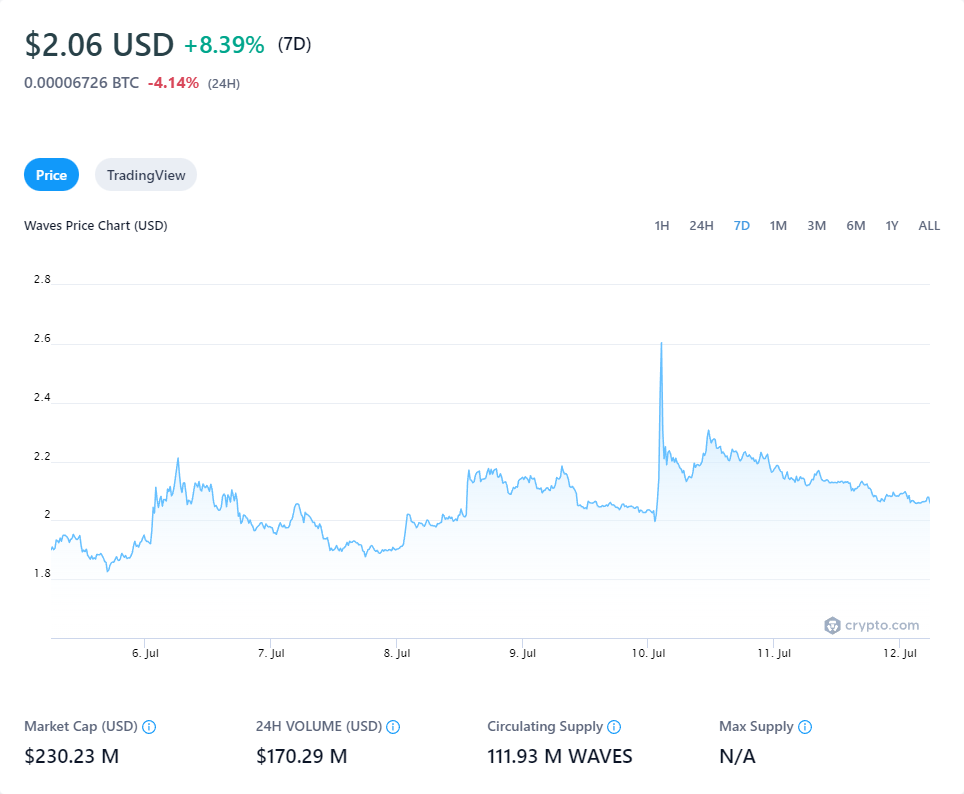 $2.06 USD +8.39% (7D)
0.00006726 BTC -4.14% (24H)
Price TradingView
Waves Price Chart (USD) 1H 24H 7D 1M 3M 6M 1Y ALL
2.8
2.6
2.4
2.2
2
1.8
crypto.com
6. Jul 7. Jul 8. Jul 9. Jul 10. Jul 11. Jul 12. Jul
Market Cap (USD) 24H VOLUME (USD) Circulating Supply Max Supply
$230.23 M $170.29 M 111.93 M WAVES N/A